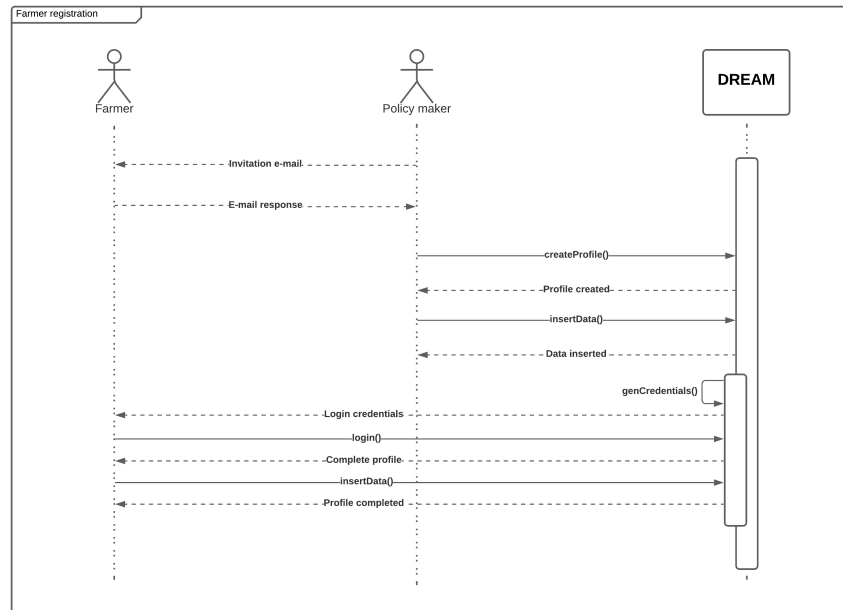 Farmer registration
Farmer
Policy maker
DREAM
Invitation e-mail
E-mail response
createProfile()
Profile created
insertData()
Data inserted
genCredentials()
Login credentials
login()
Complete profile
insertData()
Profile completed